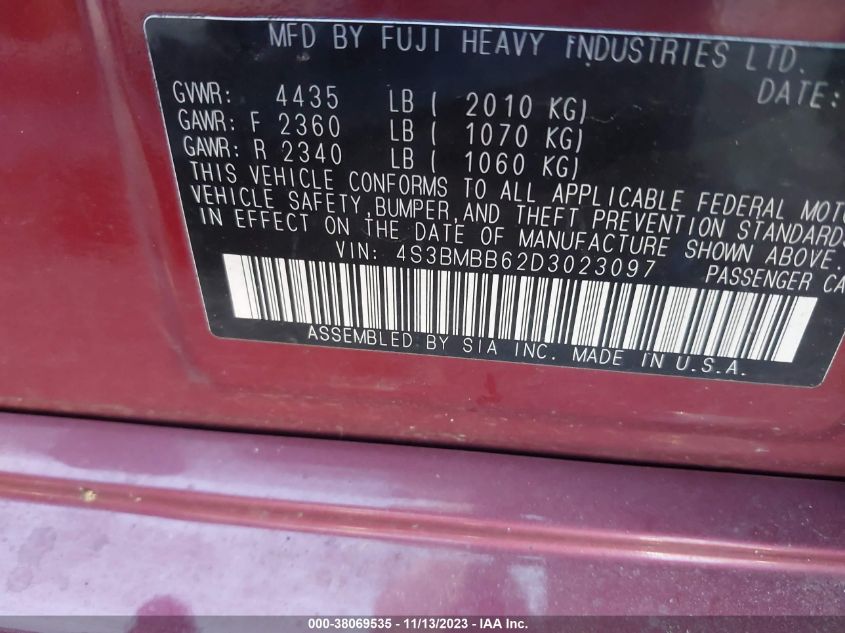 MFD BY FUJI HEAVY INDUSTRIES LTD.
DATE:
GVWR: 4435 LB ( 2010 KG)
GAWR: F 2360 LB ( 1070 KG)
GAWR: R 2340 LB ( 1060 KG)
THIS VEHICLE CONFORMS TO ALL APPLICABLE FEDERAL MOTO
VEHICLE SAFETY, BUMPER, AND THEFT PREVENTION STANDARDS
IN EFFECT ON THE DATE OF MANUFACTURE SHOWN ABOVE.
VIN: 4S3BMBB62D3023097 PASSENGER CA
ASSEMBLED BY SIA INC. MADE IN U.S.A.
000-38069535 - 11/13/2023 - IAA Inc.